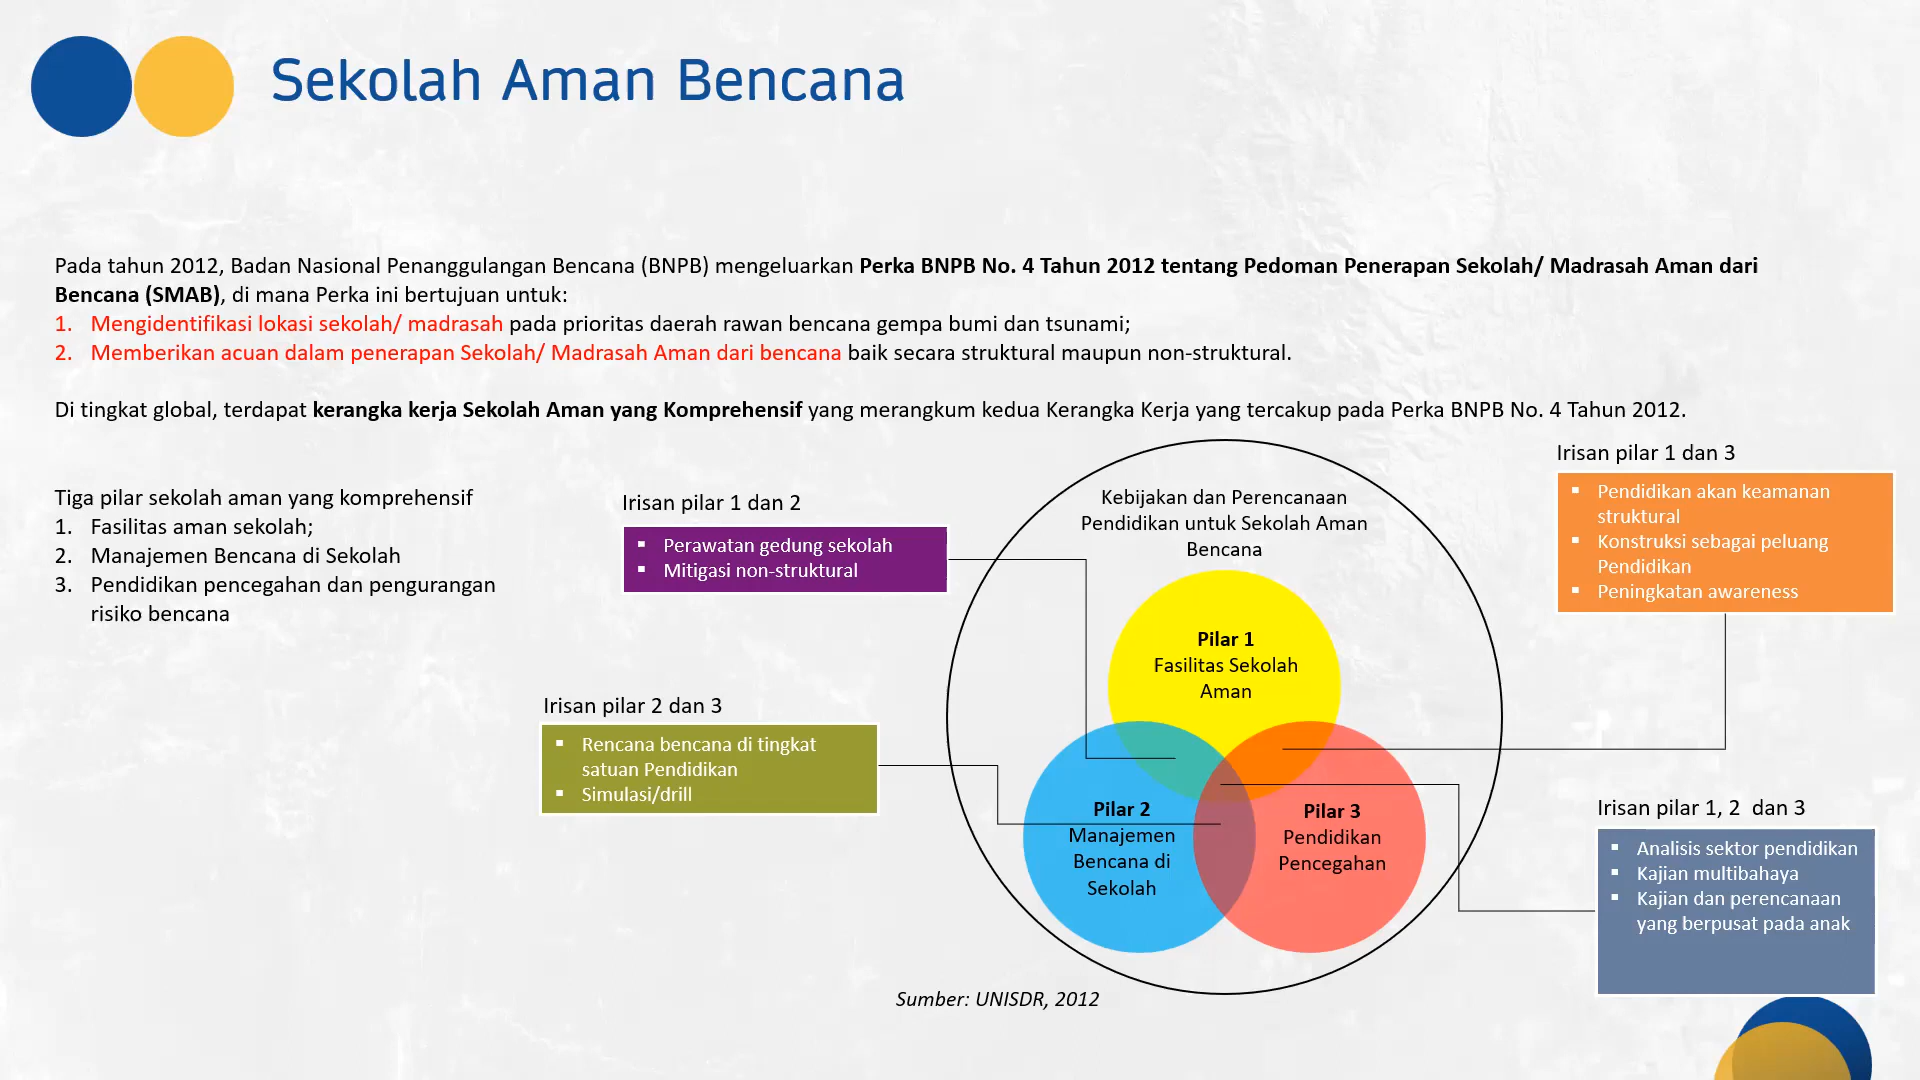 Sekolah Aman Bencana
Pada tahun 2012, Badan Nasional Penanggulangan Bencana (BNPB) mengeluarkan Perka BNPB No. 4 Tahun 2012 tentang Pedoman Penerapan Sekolah/ Madrasah Aman dari
Bencana (SMAB), di mana Perka ini bertujuan untuk:
1. Mengidentifikasi lokasi sekolah/ madrasah pada prioritas daerah rawan bencana gempa bumi dan tsunami;
2. Memberikan acuan dalam penerapan Sekolah/ Madrasah Aman dari bencana baik secara struktural maupun non-struktural.
Di tingkat global, terdapat kerangka kerja Sekolah Aman yang Komprehensif yang merangkum kedua Kerangka Kerja yang tercakup pada Perka BNPB No. 4 Tahun 2012.
Tiga pilar sekolah aman yang komprehensif
1. Fasilitas aman sekolah;
2. Manajemen Bencana di Sekolah
3. Pendidikan pencegahan dan pengurangan
risiko bencana
Irisan pilar 1 dan 2
▪ Perawatan gedung sekolah
▪ Mitigasi non-struktural
Irisan pilar 2 dan 3
▪ Rencana bencana di tingkat
satuan Pendidikan
▪ Simulasi/drill
Kebijakan dan Perencanaan
Pendidikan untuk Sekolah Aman
Bencana
Pilar 1
Fasilitas Sekolah
Aman
Pilar 2
Manajemen
Bencana di
Sekolah
Pilar 3
Pendidikan
Pencegahan
Irisan pilar 1 dan 3
▪ Pendidikan akan keamanan
struktural
▪ Konstruksi sebagai peluang
Pendidikan
▪ Peningkatan awareness
Irisan pilar 1, 2 dan 3
▪ Analisis sektor pendidikan
▪ Kajian multibahaya
▪ Kajian dan perencanaan
yang berpusat pada anak
Sumber: UNISDR, 2012